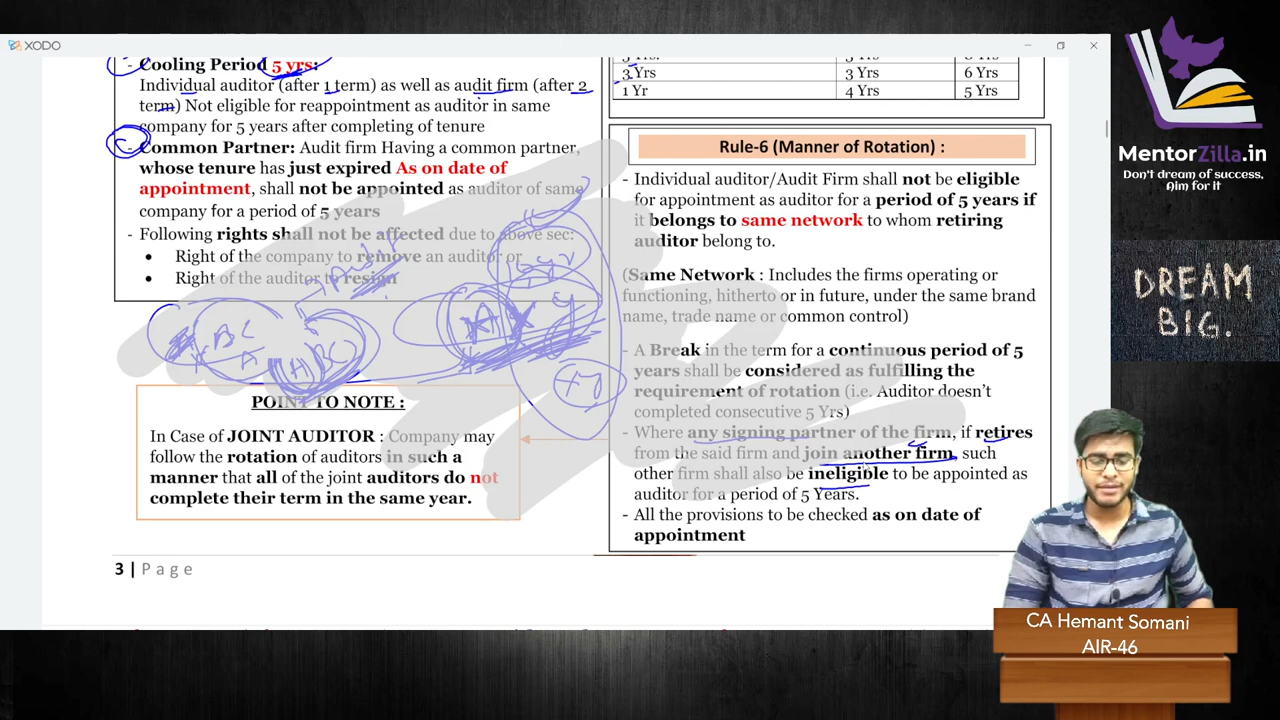 XODO
- Cooling Period 5 yrs:
Individual auditor (after 1 term) as well as audit firm (after 2
term) Not eligible for reappointment as auditor in same
company for 5 years after completing of tenure
- Common Partner: Audit firm Having a common partner,
whose tenure has just expired As on date of
appointment, shall not be appointed as auditor of same
company for a period of 5 years
- Following rights shall not be affected due to above sec:
• Right of the company to remove an auditor or
• Right of the auditor to resign
POINT TO NOTE :
In Case of JOINT AUDITOR : Company may
follow the rotation of auditors in such a
manner that all of the joint auditors do not
complete their term in the same year.
3 | Page
3 Yrs 3 Yrs 6 Yrs
1 Yr 4 Yrs 5 Yrs
Rule-6 (Manner of Rotation) :
- Individual auditor/Audit Firm shall not be eligible
for appointment as auditor for a period of 5 years if
it belongs to same network to whom retiring
auditor belong to.
(Same Network : Includes the firms operating or
functioning, hitherto or in future, under the same brand
name, trade name or common control)
- A Break in the term for a continuous period of 5
years shall be considered as fulfilling the
requirement of rotation (i.e. Auditor doesn't
completed consecutive 5 Yrs)
- Where any signing partner of the firm, if retires
from the said firm and join another firm, such
other firm shall also be ineligible to be appointed as
auditor for a period of 5 Years.
- All the provisions to be checked as on date of
appointment
MentorZilla.in
Don't dream of success,
Aim for it
DREAM
BIG.
CA Hemant Somani
AIR-46